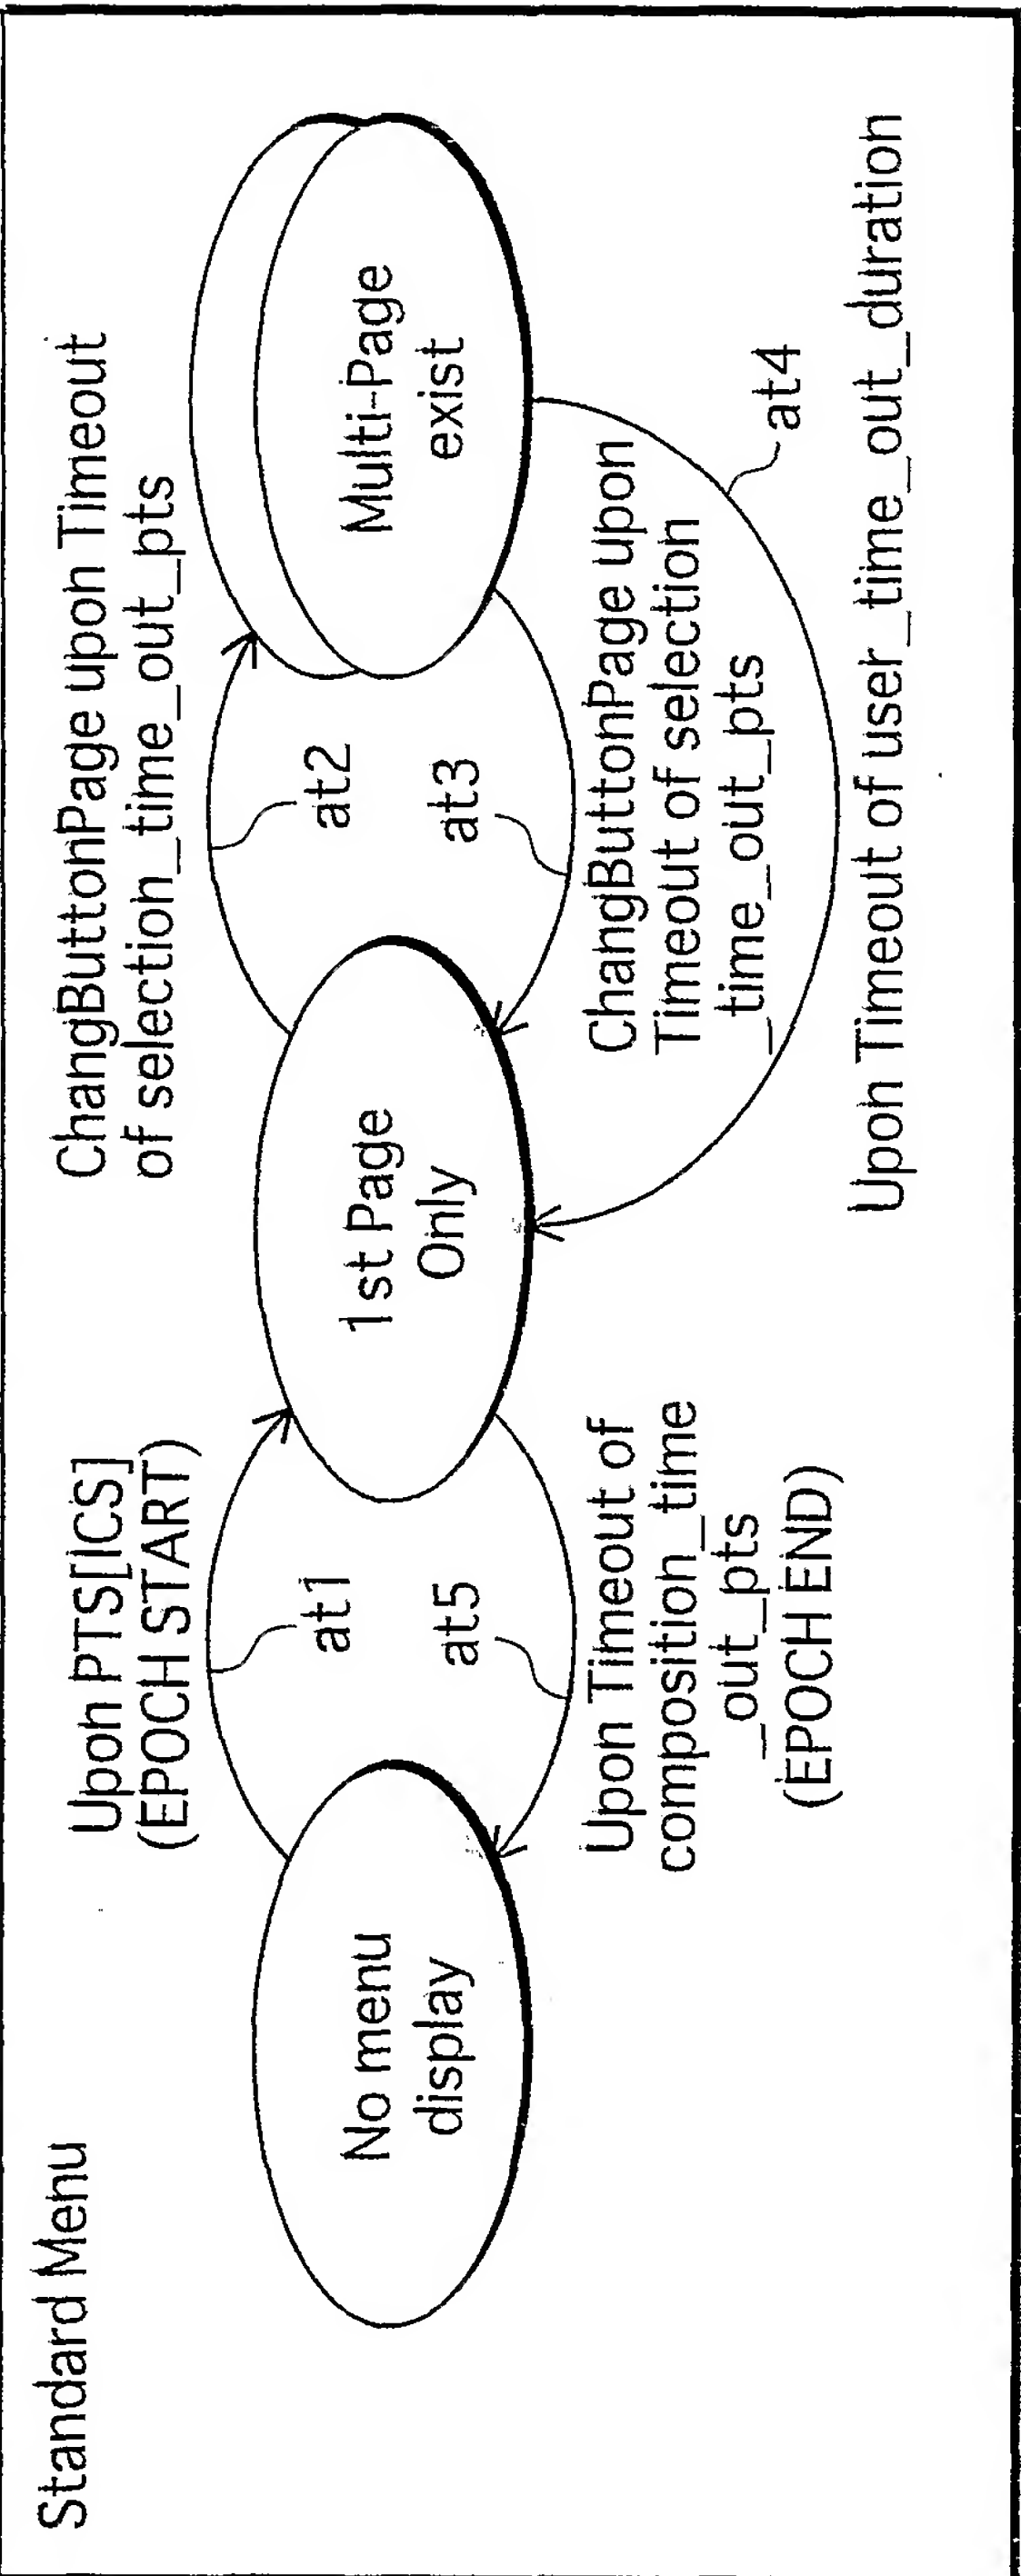 Standard Menu
Upon PTS[ICS]
(EPOCH START)
ChangButtonPage upon Timeout
of selection_time_out_pts
at1
at2
No menu
display
1st Page
Only
Multi-Page
exist
at5
at3
Upon Timeout of
composition_time
_out_pts
(EPOCH END)
ChangButtonPage upon
Timeout of selection
_time_out_pts
at4
Upon Timeout of user_time_out_duration